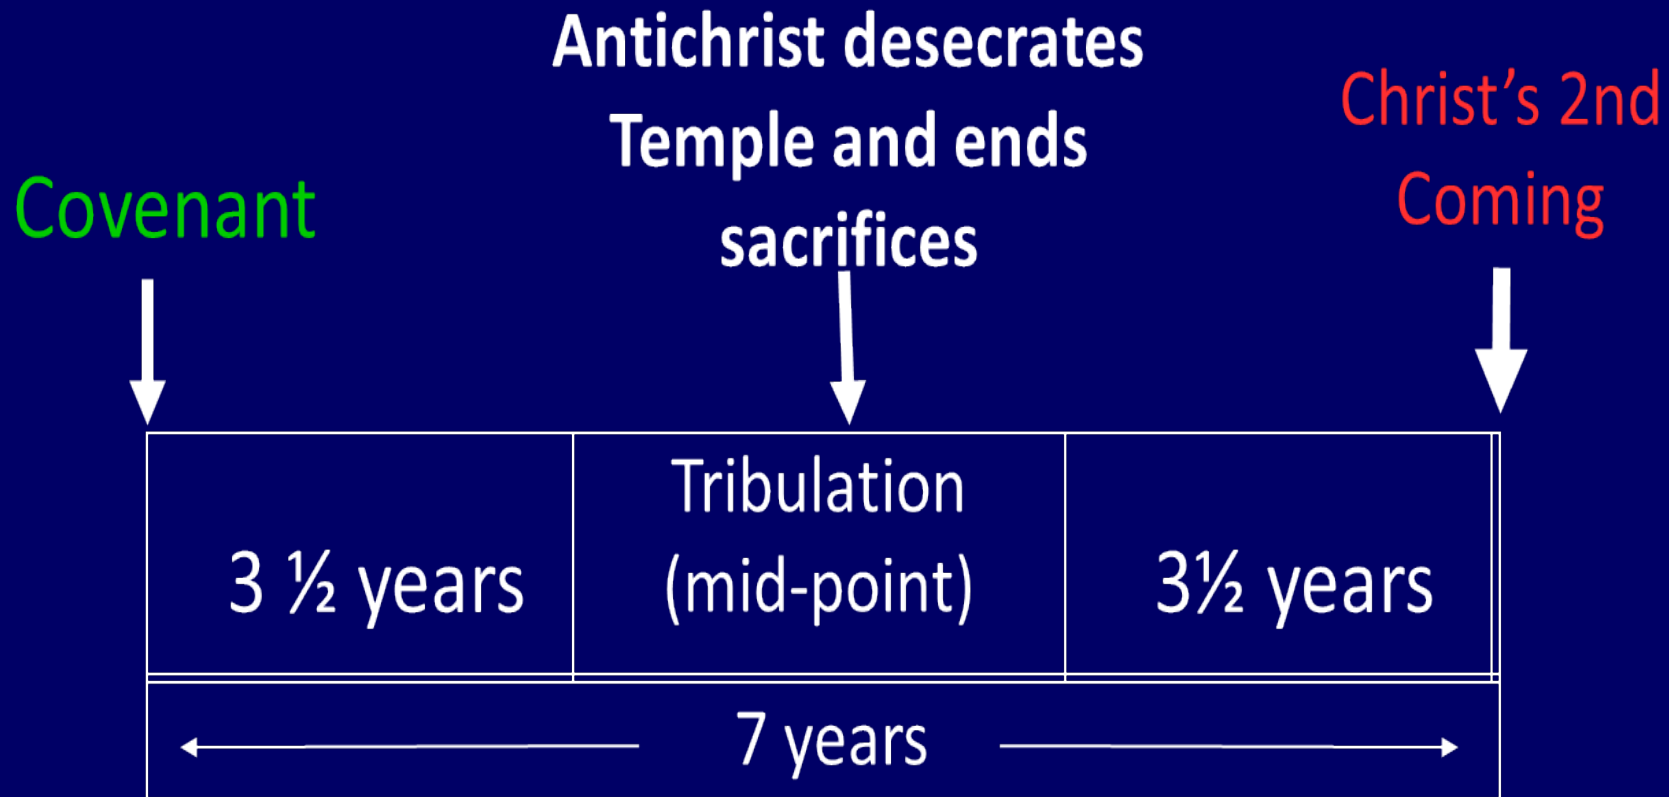 Antichrist desecrates
Temple and ends
sacrifices
Christ's 2nd
Coming
Covenant
Tribulation
(mid-point)
3 ½ years
3½ years
7 years